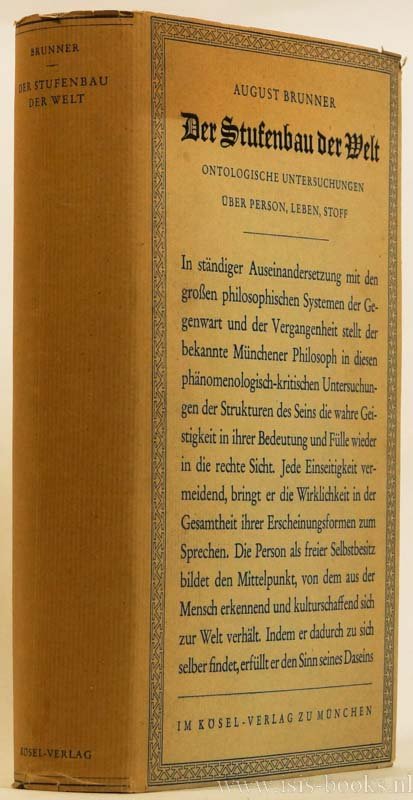 BRUNNER
DER STUFENBAU
DER WELT
KÖSEL-VERLAG
AUGUST BRUNNER
Der Stufenbau der Welt
ONTOLOGISCHE UNTERSUCHUNGEN
ÜBER PERSON, LEBEN, STOFF
In ständiger Auseinandersetzung mit den
großen philosophischen Systemen der Ge-
genwart und der Vergangenheit stellt der
bekannte Münchener Philosoph in diesen
phänomenologisch-kritischen Untersuchun-
gen der Strukturen des Seins die wahre Gei-
stigkeit in ihrer Bedeutung und Fülle wieder
in die rechte Sicht. Jede Einseitigkeit ver-
meidend, bringt er die Wirklichkeit in der
Gesamtheit ihrer Erscheinungsformen zum
Sprechen. Die Person als freier Selbstbesitz
bildet den Mittelpunkt, von dem aus der
Mensch erkennend und kulturschaffend sich
zur Welt verhält. Indem er dadurch zu sich
selber findet, erfüllt er den Sinn seines Daseins
IM KÖSEL-VERLAG ZU MÜNCHEN
www.isis-books.nl